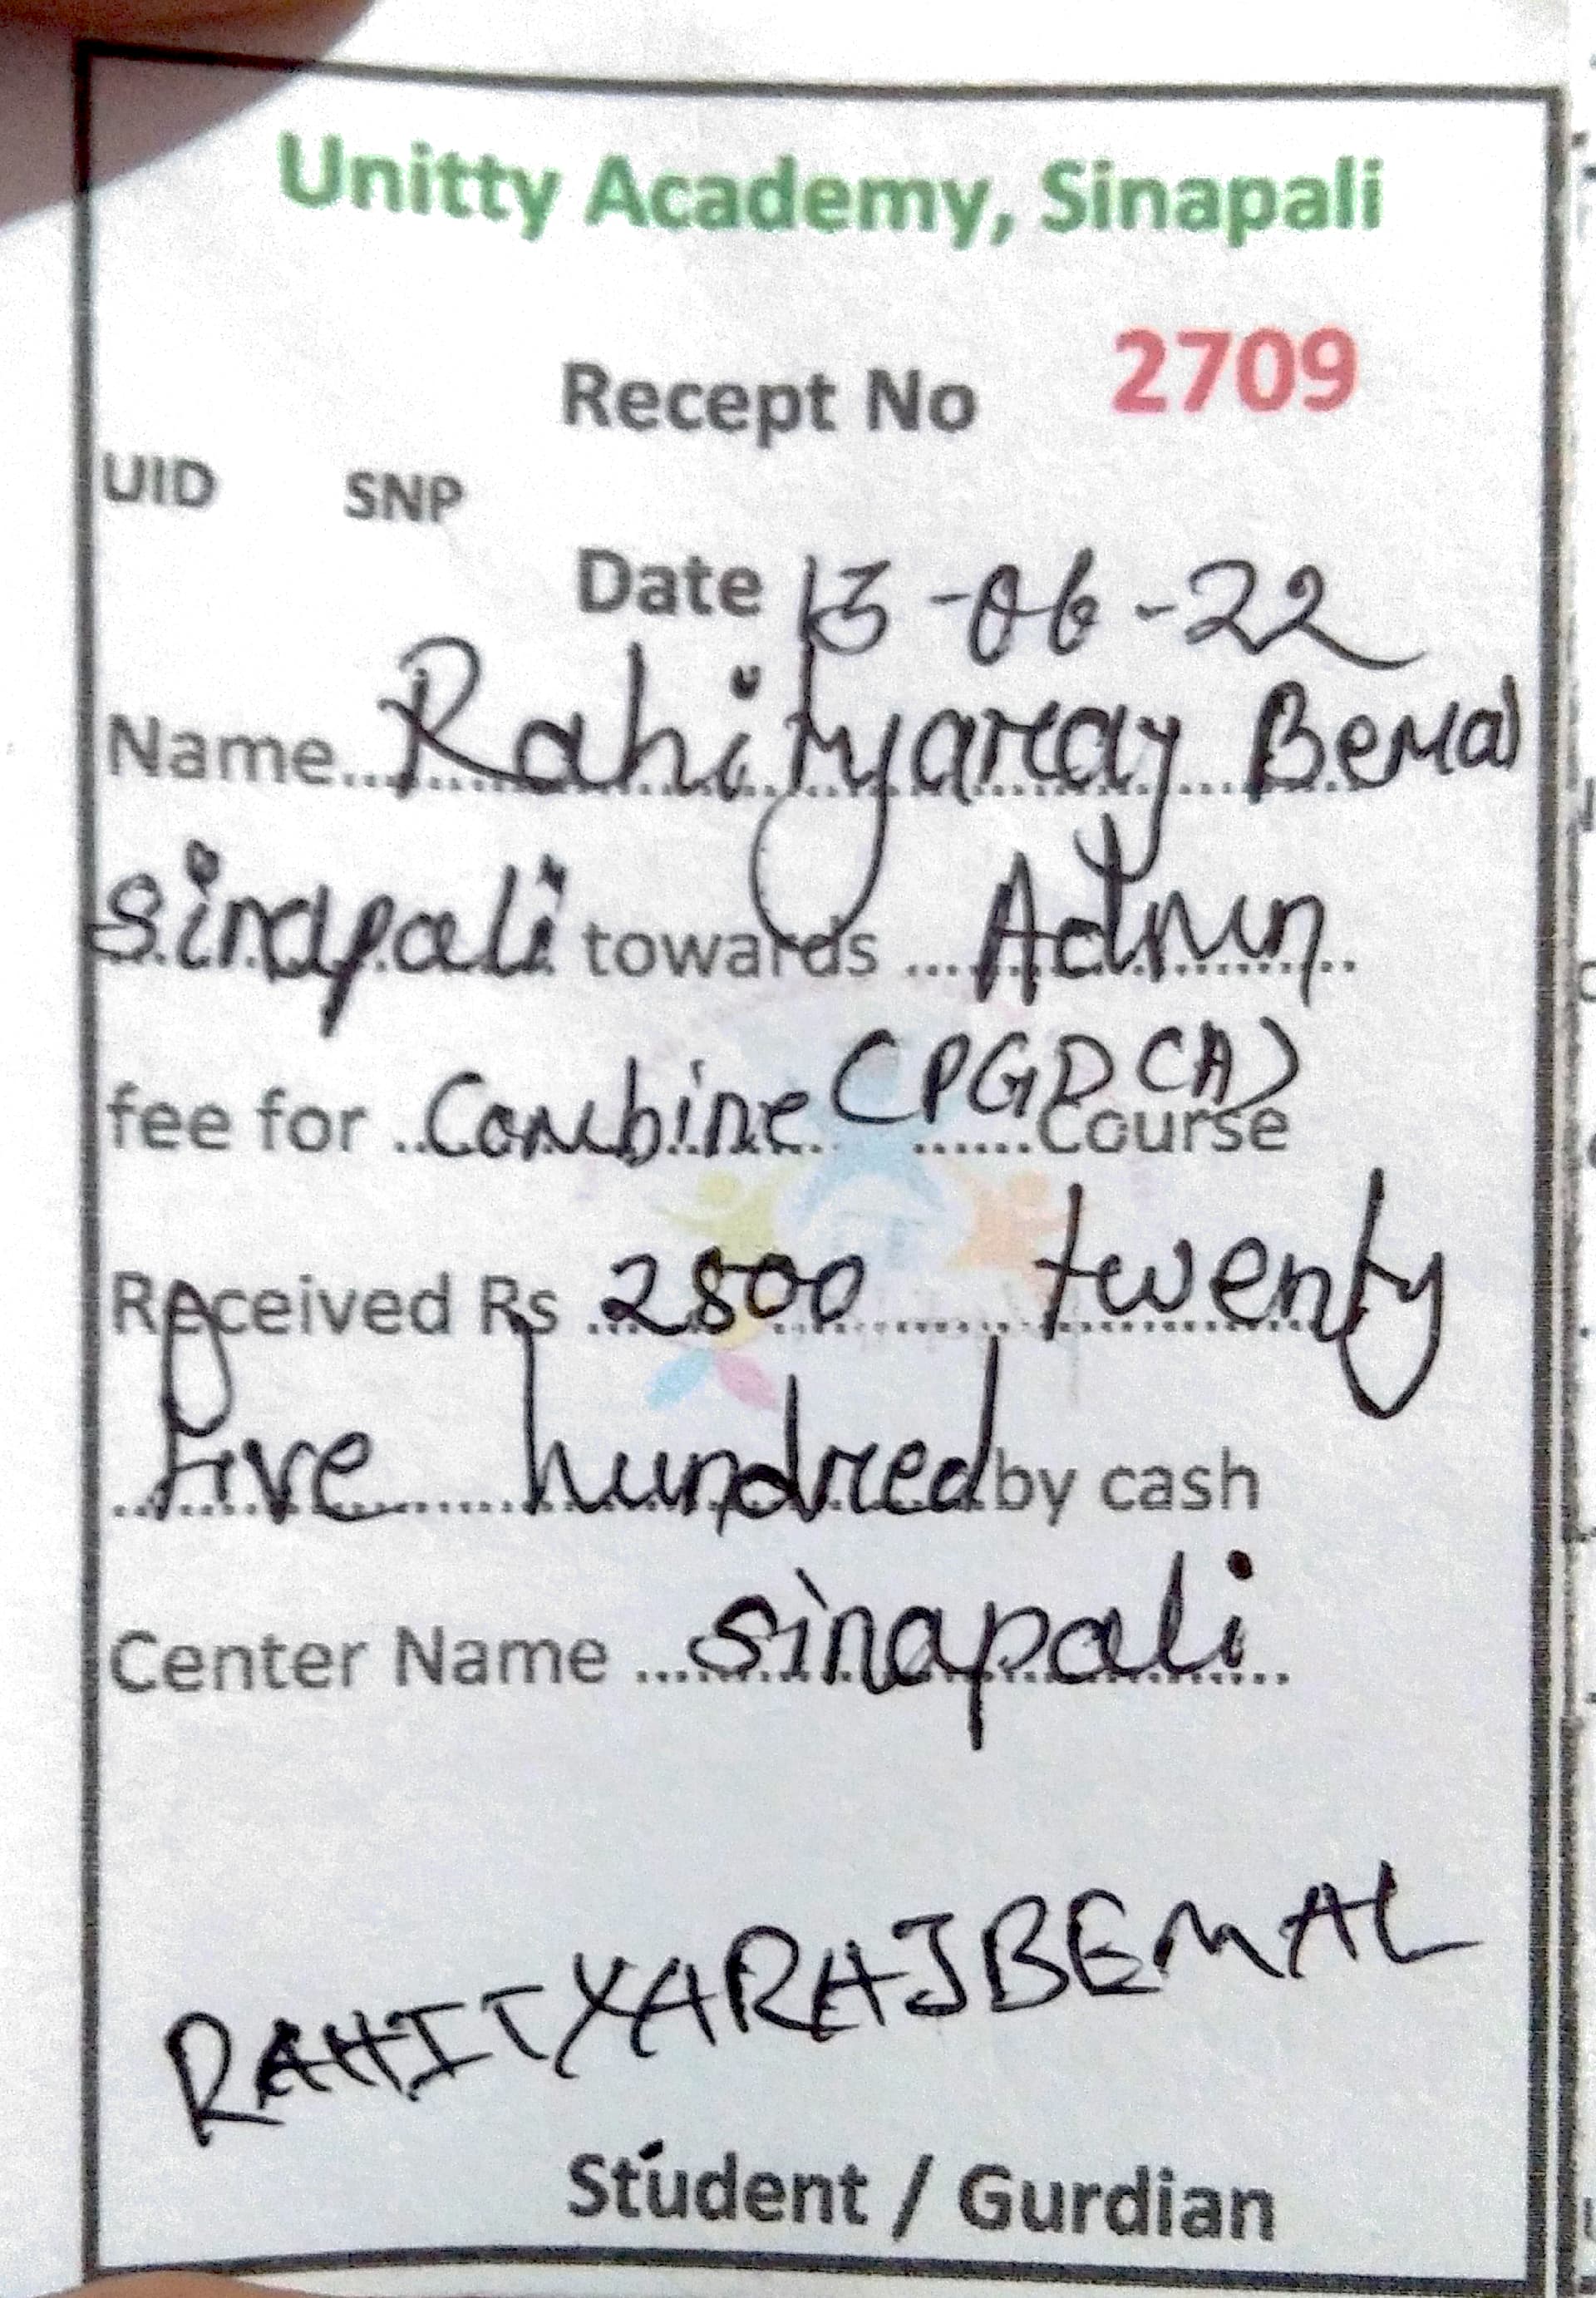 Unitty Academy, Sinapali
Recept No 2709
UID SNP
Date 13-06-22
Name Rahityaraj Bemal
Sinapali towards Admn
fee for Combine (PGDCA) Course
Received Rs 2500 twenty
five hundred by cash
Center Name sinapali
RAHITYARAJBEMAL
Student / Gurdian